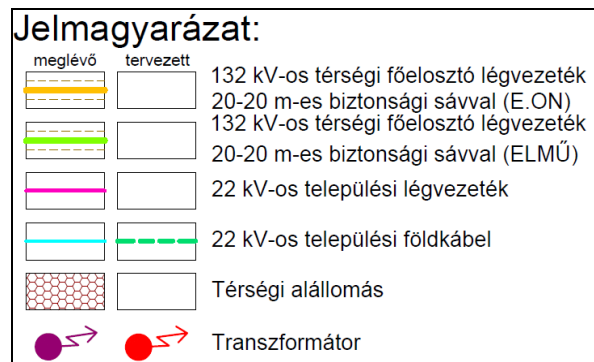 Jelmagyarázat:
meglévő tervezett
132 kV-os térségi főelosztó légvezeték
20-20 m-es biztonsági sávval (E.ON)
132 kV-os térségi főelosztó légvezeték
20-20 m-es biztonsági sávval (ELMŰ)
22 kV-os települési légvezeték
22 kV-os települési földkábel
Térségi alállomás
Transzformátor